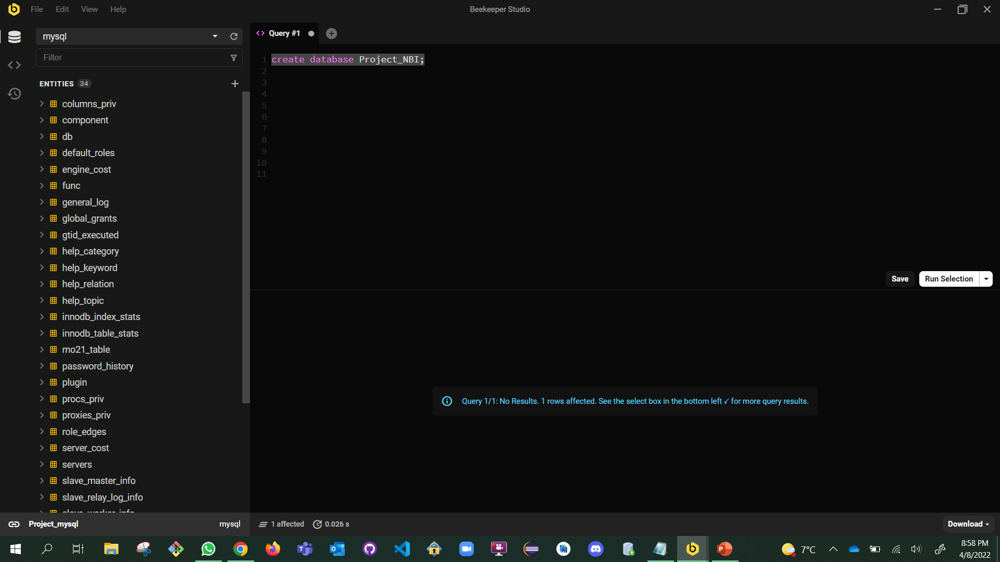 File Edit View Help
Beekeeper Studio
mysql
Filter
ENTITIES 34
columns_priv
component
db
default_roles
engine_cost
func
general_log
global_grants
gtid_executed
help_category
help_keyword
help_relation
help_topic
innodb_index_stats
innodb_table_stats
mo21_table
password_history
plugin
procs_priv
proxies_priv
role_edges
server_cost
servers
slave_master_info
slave_relay_log_info
Project_mysql
mysql
Query #1
1 create database Project_NBI;
2
3
4
5
6
7
8
9
10
11
Save
Run Selection
Query 1/1: No Results. 1 rows affected. See the select box in the bottom left ↙ for more query results.
1 affected
0.026 s
Download
7°C
8:58 PM
4/8/2022